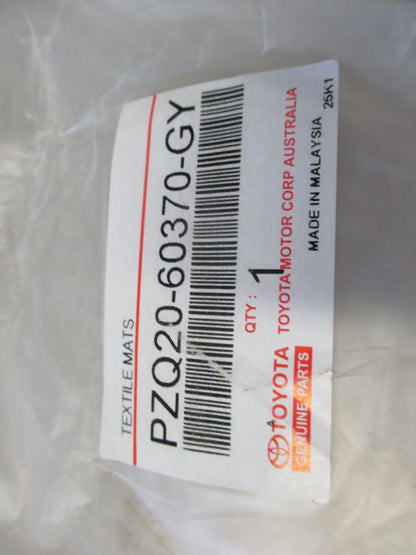 TEXTILE MATS
PZQ20-60370-GY
QTY : 1
TOYOTA TOYOTA MOTOR CORP AUSTRALIA
GENUINE PARTS MADE IN MALAYSIA 25K1